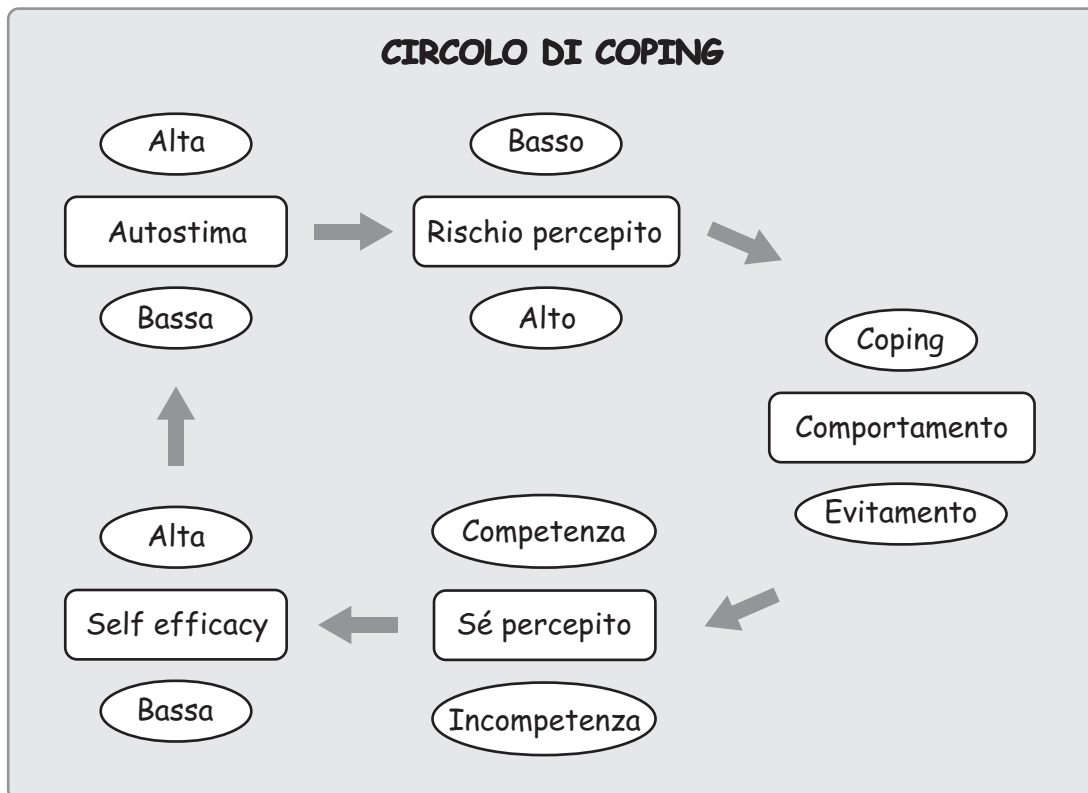 CIRCOLO DI COPING
Alta
Autostima
Bassa
Basso
Rischio percepito
Alto
Coping
Comportamento
Evitamento
Competenza
Sé percepito
Incompetenza
Alta
Self efficacy
Bassa